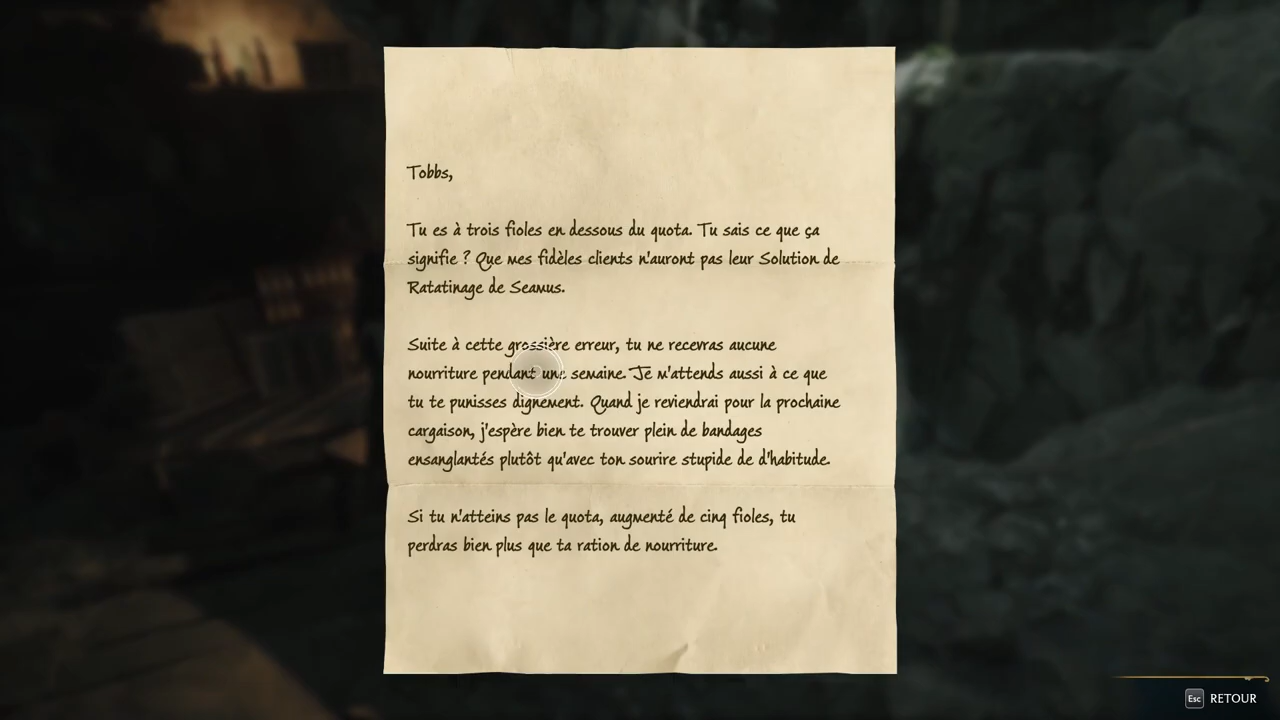 Tobbs,
Tu es à trois fioles en dessous du quota. Tu sais ce que ça
signifie ? Que mes fidèles clients n'auront pas leur Solution de
Ratatinage de Seamus.
Suite à cette grossière erreur, tu ne recevras aucune
nourriture pendant une semaine. Je m'attends aussi à ce que
tu te punisses dignement. Quand je reviendrai pour la prochaine
cargaison, j'espère bien te trouver plein de bandages
ensanglantés plutôt qu'avec ton sourire stupide de d'habitude.
Si tu n'atteins pas le quota, augmenté de cinq fioles, tu
perdras bien plus que ta ration de nourriture.
Esc RETOUR